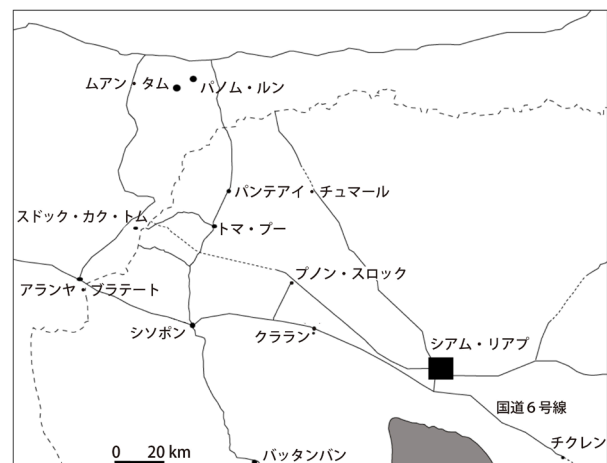 ムアン・タム
パノム・ルン
バンテアイ・チュマール
スドック・カク・トム
トマ・プー
プノン・スロック
アランヤ・プラテート
シソポン
クララン
シアム・リアプ
国道6号線
チクレン
0 20 km
バッタンバン